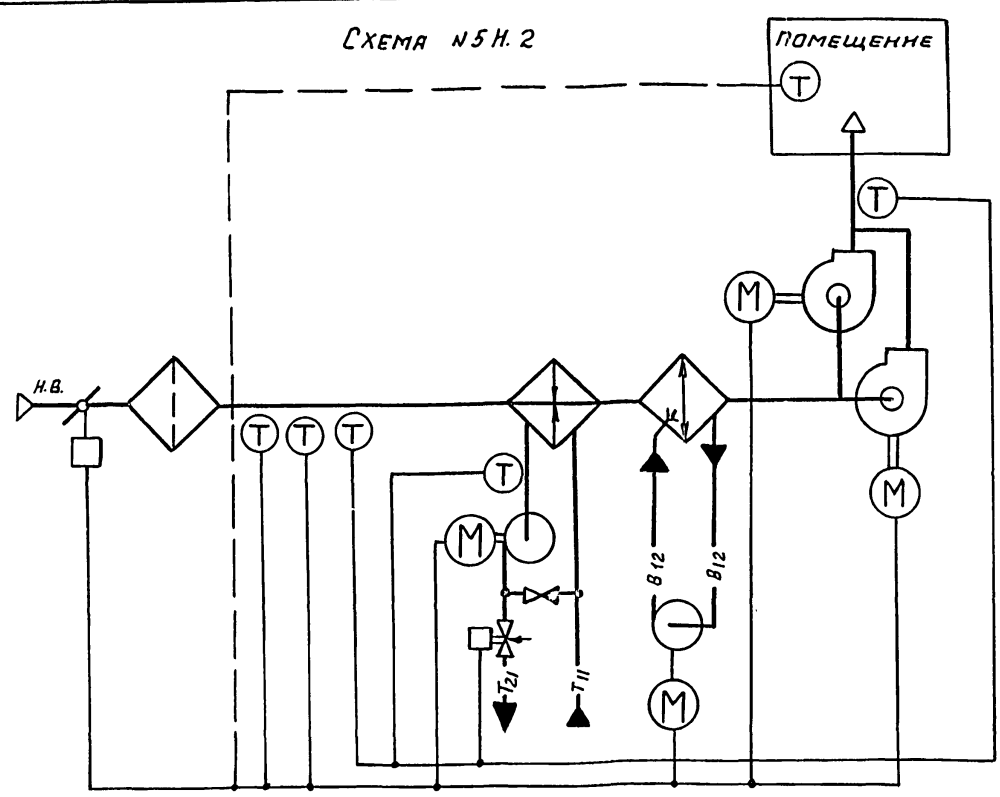 СХЕМА N5Н.2
ПОМЕЩЕНИЕ
Т
Т
М
Н.В.
Т
Т
Т
Т
М
М
В12
В12
Т21
Т11
М